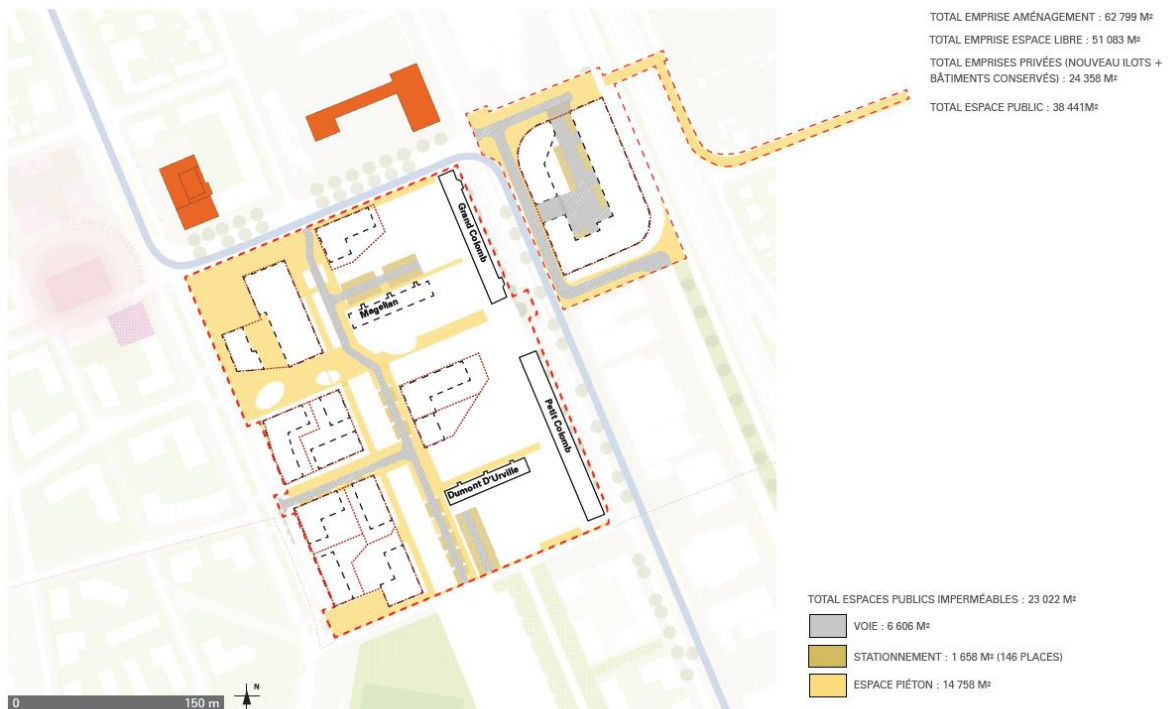 TOTAL EMPRISE AMÉNAGEMENT : 62 799 M²
TOTAL EMPRISE ESPACE LIBRE : 51 083 M²
TOTAL EMPRISES PRIVÉES (NOUVEAU ILOTS +
BÂTIMENTS CONSERVÉS) : 24 358 M²
TOTAL ESPACE PUBLIC : 38 441M²
Grand Colomb
Magellan
Petit Colomb
Dumont D'Urville
TOTAL ESPACES PUBLICS IMPERMÉABLES : 23 022 M²
VOIE : 6 606 M²
STATIONNEMENT : 1 658 M² (146 PLACES)
ESPACE PIÉTON : 14 758 M²
0 150 m
N